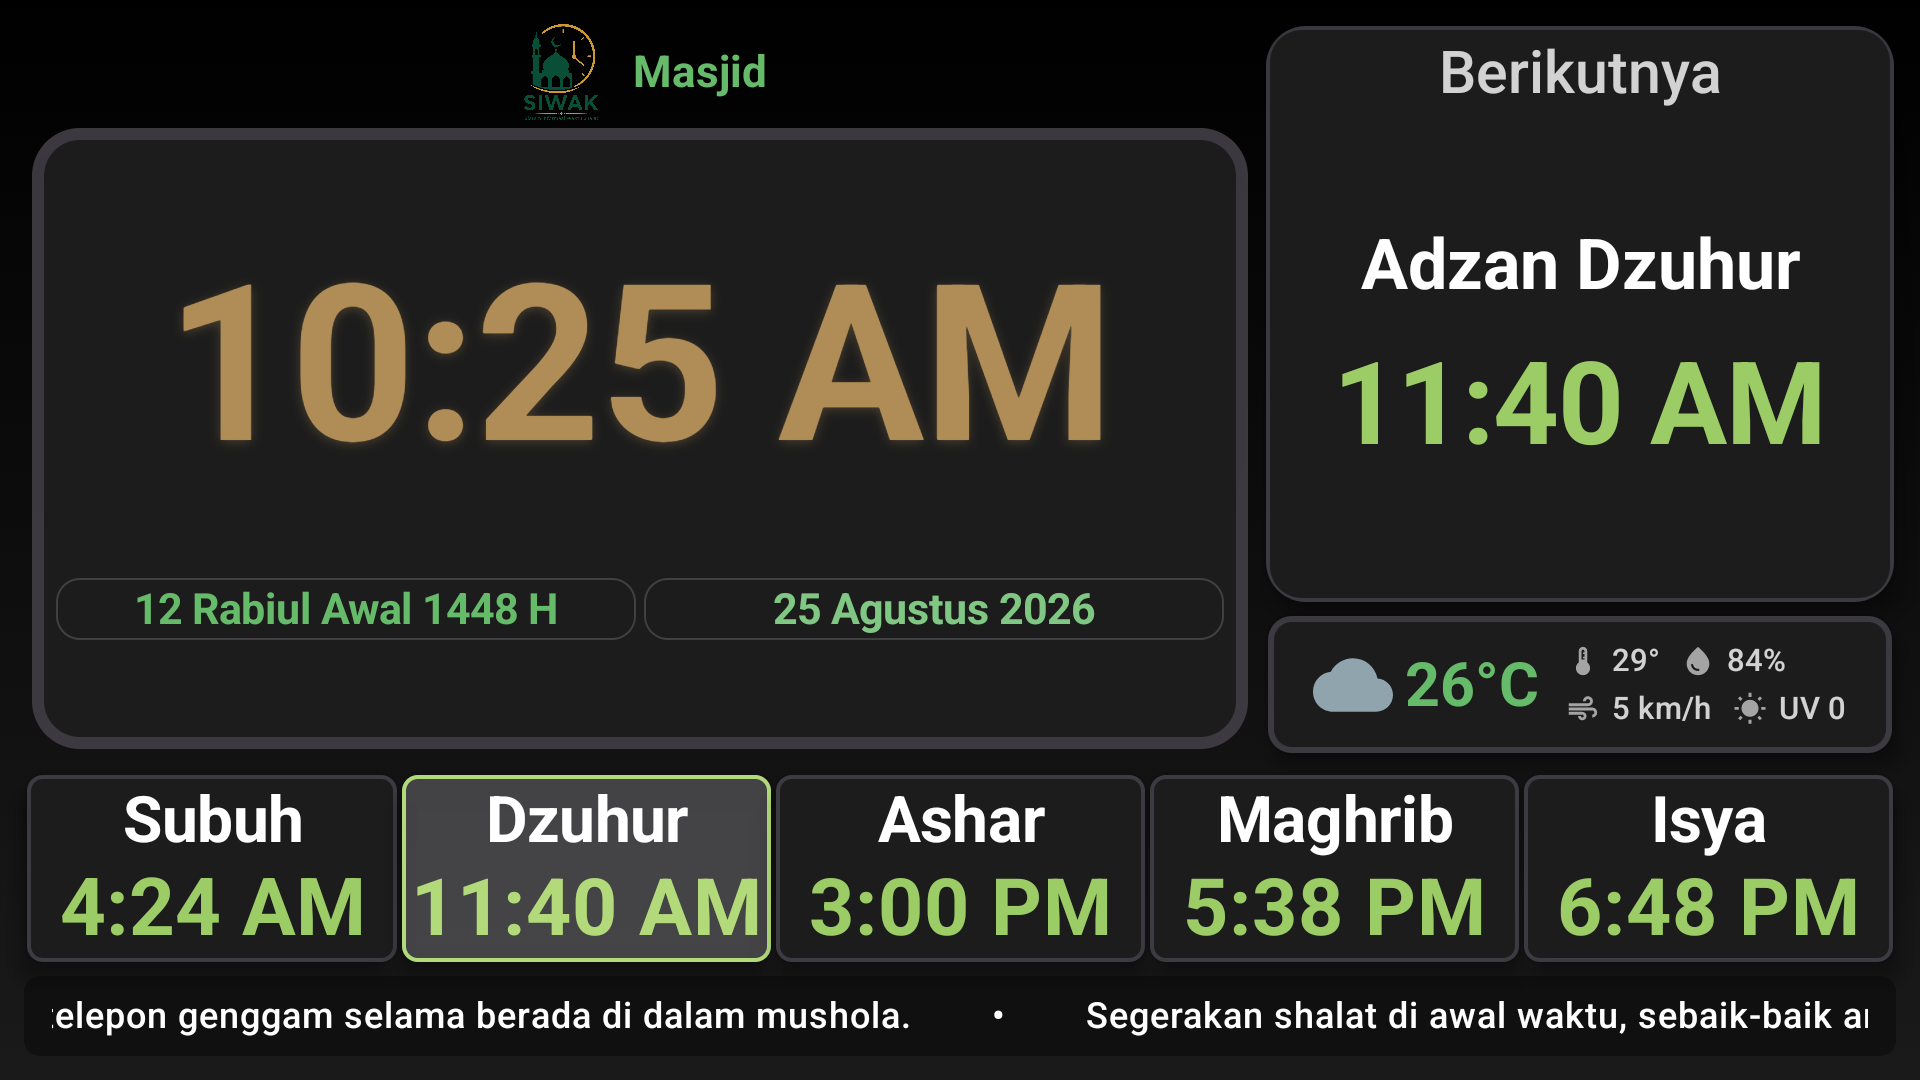 SIWAK
Masjid
10:25 AM
12 Rabiul Awal 1448 H
25 Agustus 2026
Berikutnya
Adzan Dzuhur
11:40 AM
26°C
29°
84%
5 km/h
UV 0
Subuh
4:24 AM
Dzuhur
11:40 AM
Ashar
3:00 PM
Maghrib
5:38 PM
Isya
6:48 PM
elepon genggam selama berada di dalam mushola. • Segerakan shalat di awal waktu, sebaik-baik